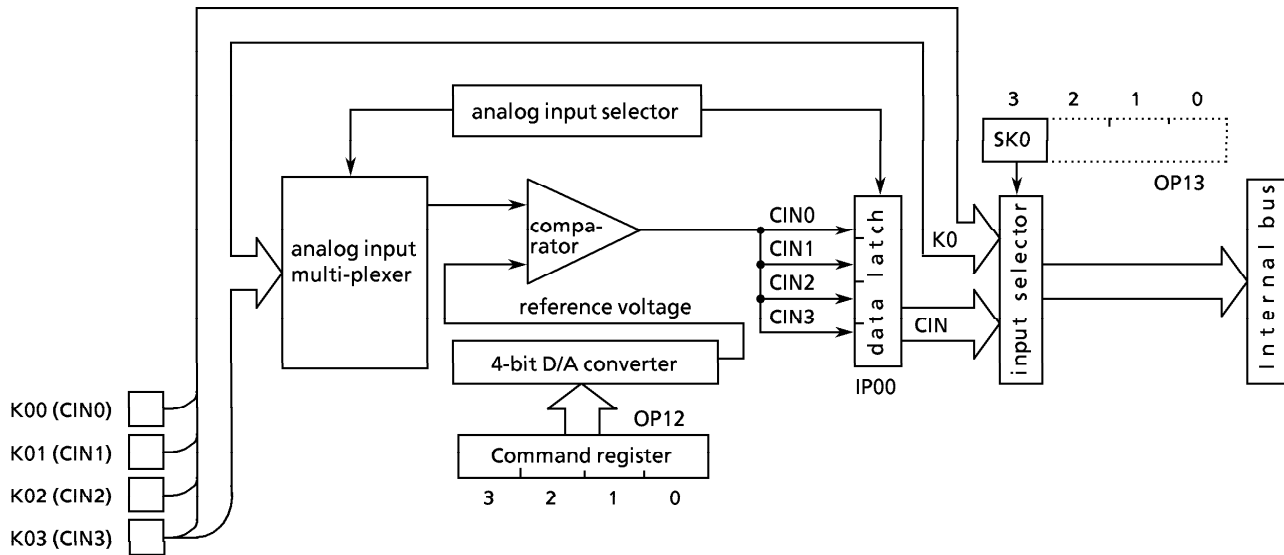 analog input selector
3 2 1 0
SK0
OP13
analog input
multi-plexer
compa-
rator
CIN0
CIN1
CIN2
CIN3
data latch
IP00
K0
CIN
input selector
Internal bus
reference voltage
4-bit D/A converter
OP12
Command register
3 2 1 0
K00 (CIN0)
K01 (CIN1)
K02 (CIN2)
K03 (CIN3)